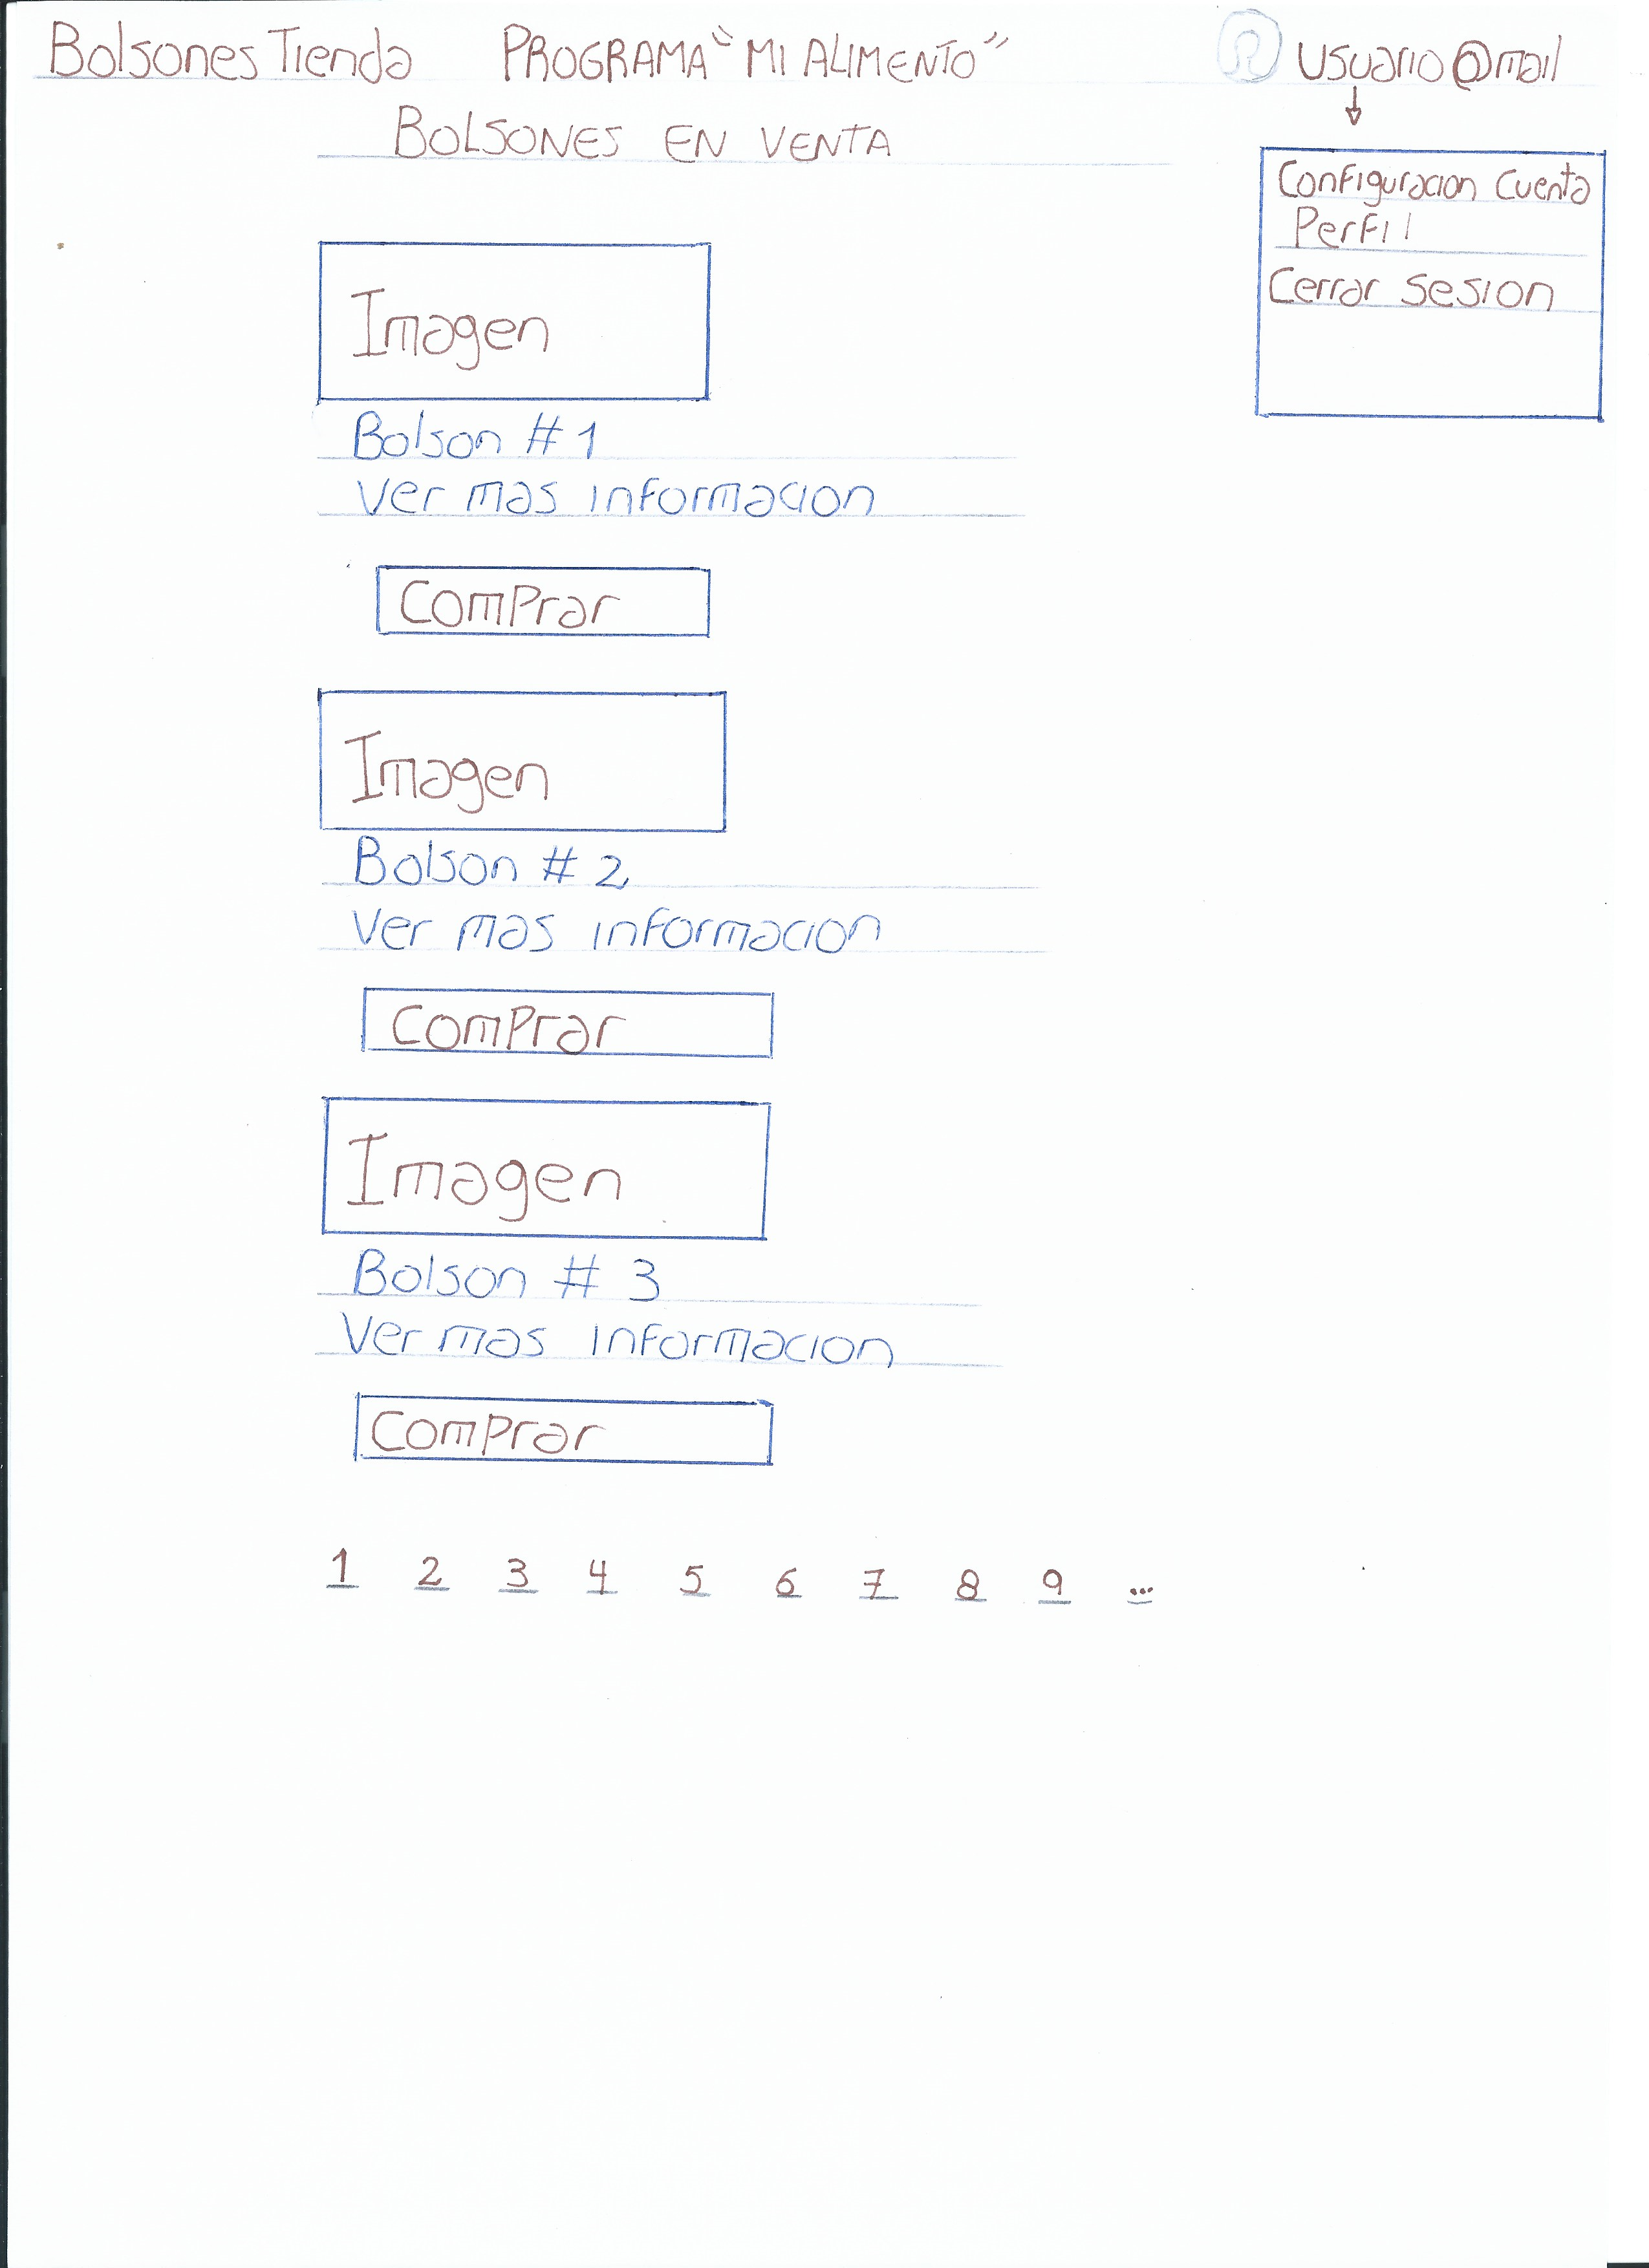 Bolsones Tienda PROGRAMA "MI ALIMENTO" usuario@mail
BOLSONES EN VENTA
Configuracion Cuenta
Perfil
Cerrar Sesion
Imagen
Bolson # 1
Ver mas informacion
Comprar
Imagen
Bolson # 2
Ver mas informacion
Comprar
Imagen
Bolson # 3
Ver mas informacion
Comprar
1 2 3 4 5 6 7 8 9 ...